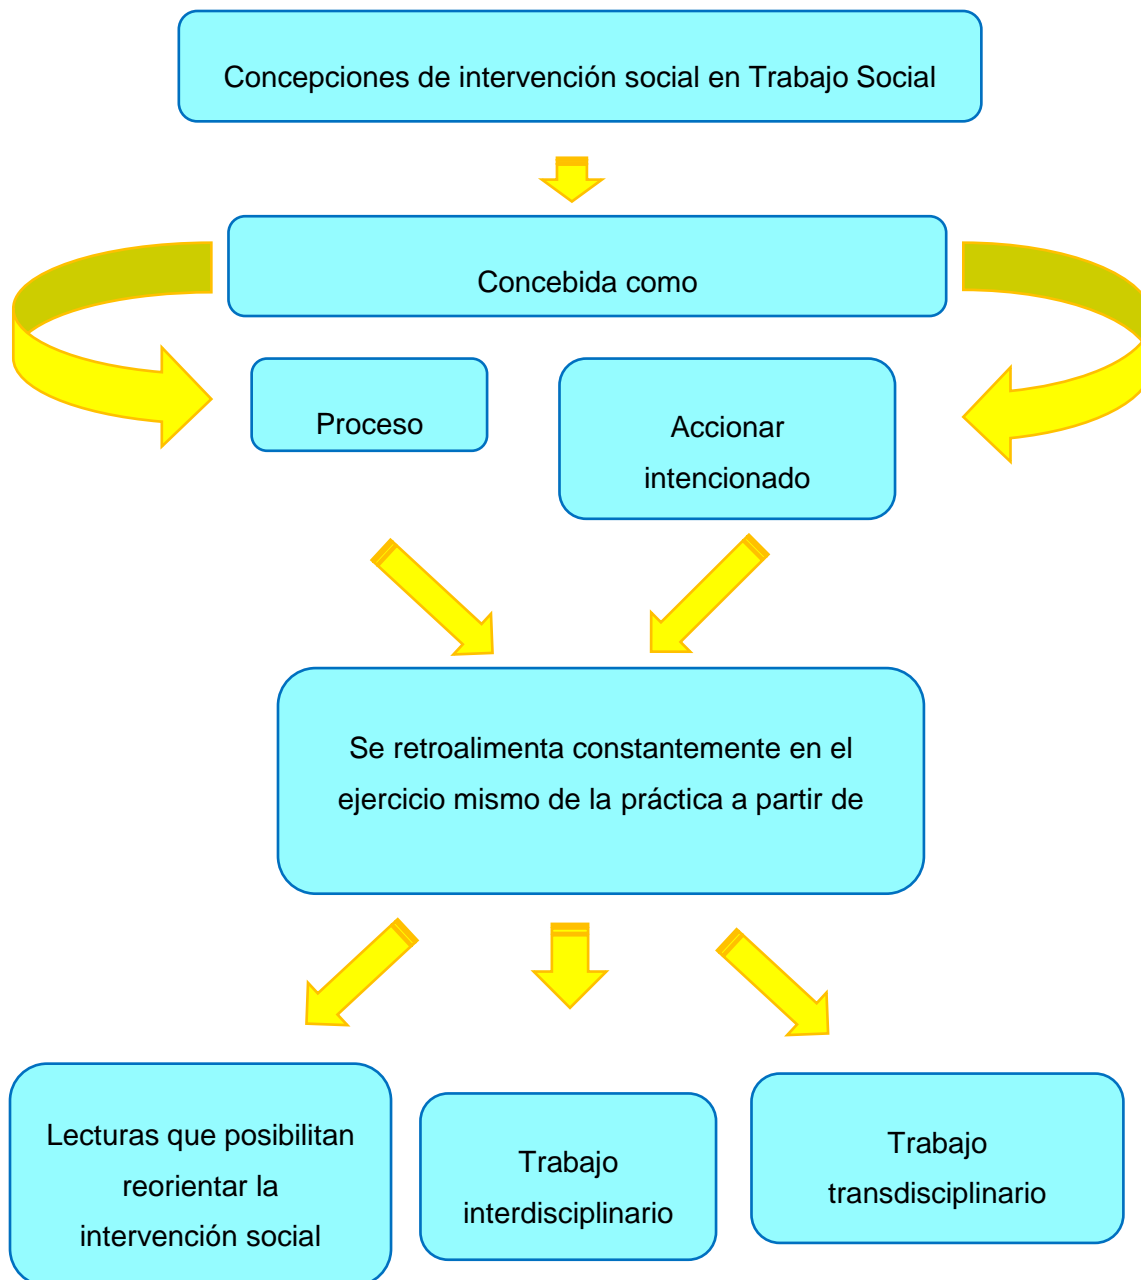 Concepciones de intervención social en Trabajo Social
Concebida como
Proceso
Accionar
intencionado
Se retroalimenta constantemente en el
ejercicio mismo de la práctica a partir de
Lecturas que posibilitan
reorientar la
intervención social
Trabajo
interdisciplinario
Trabajo
transdisciplinario